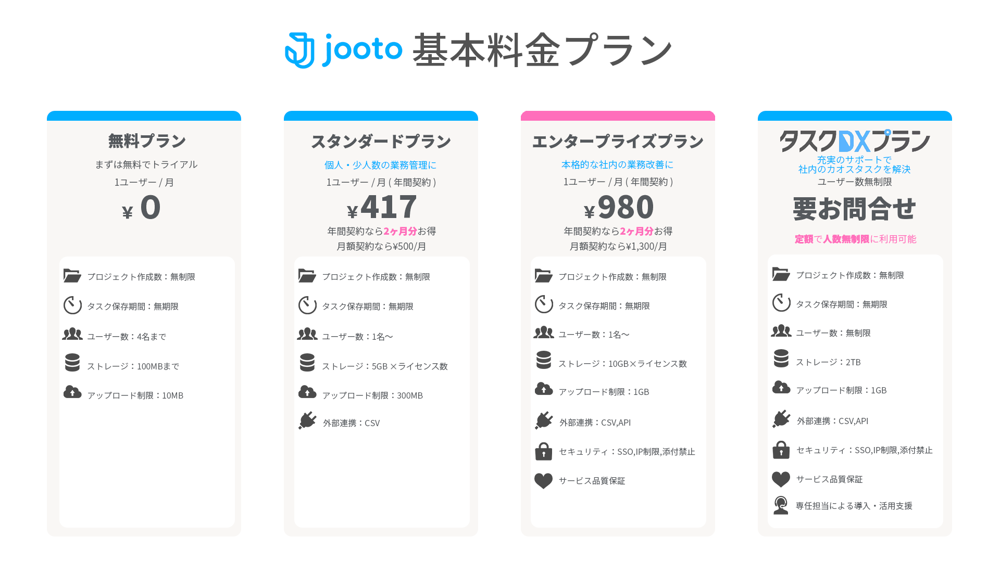 jooto 基本料金プラン
無料プラン
まずは無料でトライアル
1ユーザー / 月
¥ 0
プロジェクト作成数：無制限
タスク保存期間：無期限
ユーザー数：4名まで
ストレージ：100MBまで
アップロード制限：10MB
スタンダードプラン
個人・少人数の業務管理に
1ユーザー / 月 ( 年間契約 )
¥417
年間契約なら2ヶ月分お得
月額契約なら¥500/月
プロジェクト作成数：無制限
タスク保存期間：無期限
ユーザー数：1名〜
ストレージ：5GB ×ライセンス数
アップロード制限：300MB
外部連携：CSV
エンタープライズプラン
本格的な社内の業務改善に
1ユーザー / 月 ( 年間契約 )
¥980
年間契約なら2ヶ月分お得
月額契約なら¥1,300/月
プロジェクト作成数：無制限
タスク保存期間：無期限
ユーザー数：1名〜
ストレージ：10GB×ライセンス数
アップロード制限：1GB
外部連携：CSV,API
セキュリティ：SSO,IP制限,添付禁止
サービス品質保証
タスクDXプラン
充実のサポートで
社内のカオスタスクを解決
ユーザー数無制限
要お問合せ
定額で人数無制限に利用可能
プロジェクト作成数：無制限
タスク保存期間：無期限
ユーザー数：無制限
ストレージ：2TB
アップロード制限：1GB
外部連携：CSV,API
セキュリティ：SSO,IP制限,添付禁止
サービス品質保証
専任担当による導入・活用支援